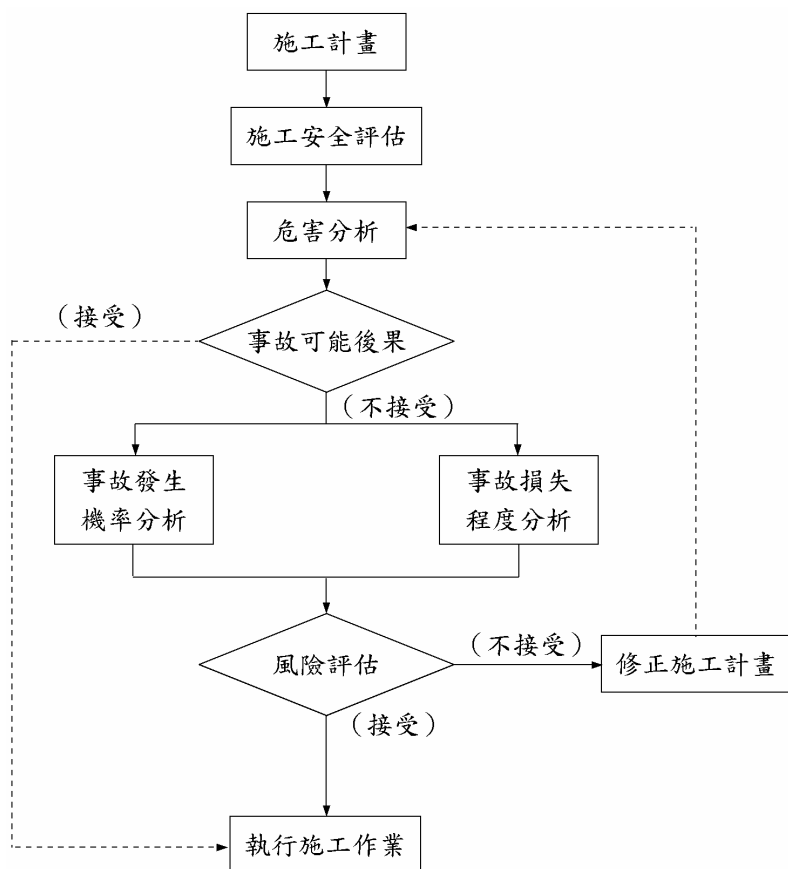 施工計畫
施工安全評估
危害分析
（接受）
事故可能後果
（不接受）
事故發生
機率分析
事故損失
程度分析
風險評估
（不接受）
修正施工計畫
（接受）
執行施工作業